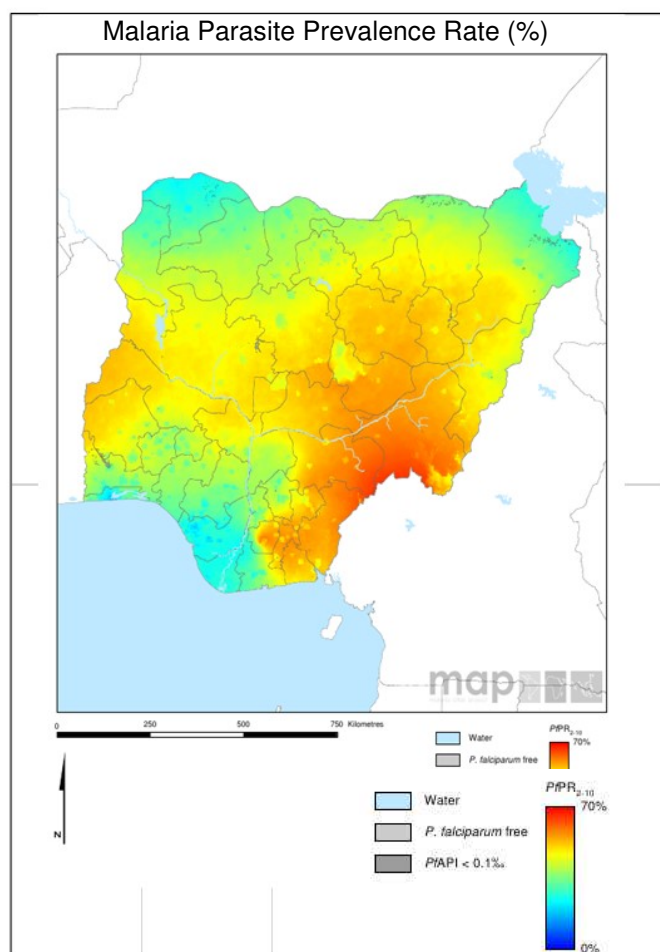 Malaria Parasite Prevalence Rate (%)
map
0 250 500 750 Kilometres
Water
P. falciparum free
PfPR2-10
70%
N
Water
P. falciparum free
PfAPI < 0.1‰
PfPR2-10
70%
0%